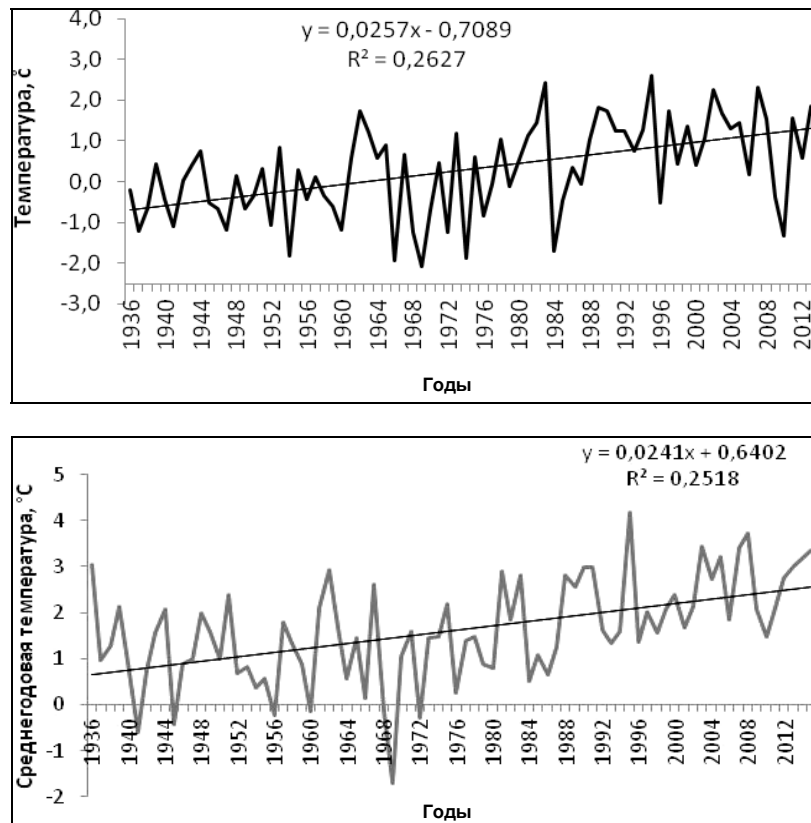 4,0
3,0
2,0
1,0
0,0
-1,0
-2,0
-3,0
Температура, ˚с
y = 0,0257x - 0,7089
R² = 0,2627
1936 1940 1944 1948 1952 1956 1960 1964 1968 1972 1976 1980 1984 1988 1992 1996 2000 2004 2008 2012
Годы
5
4
3
2
1
0
-1
-2
Среднегодовая температура, °С
y = 0,0241x + 0,6402
R² = 0,2518
1936 1940 1944 1948 1952 1956 1960 1964 1968 1972 1976 1980 1984 1988 1992 1996 2000 2004 2008 2012
Годы